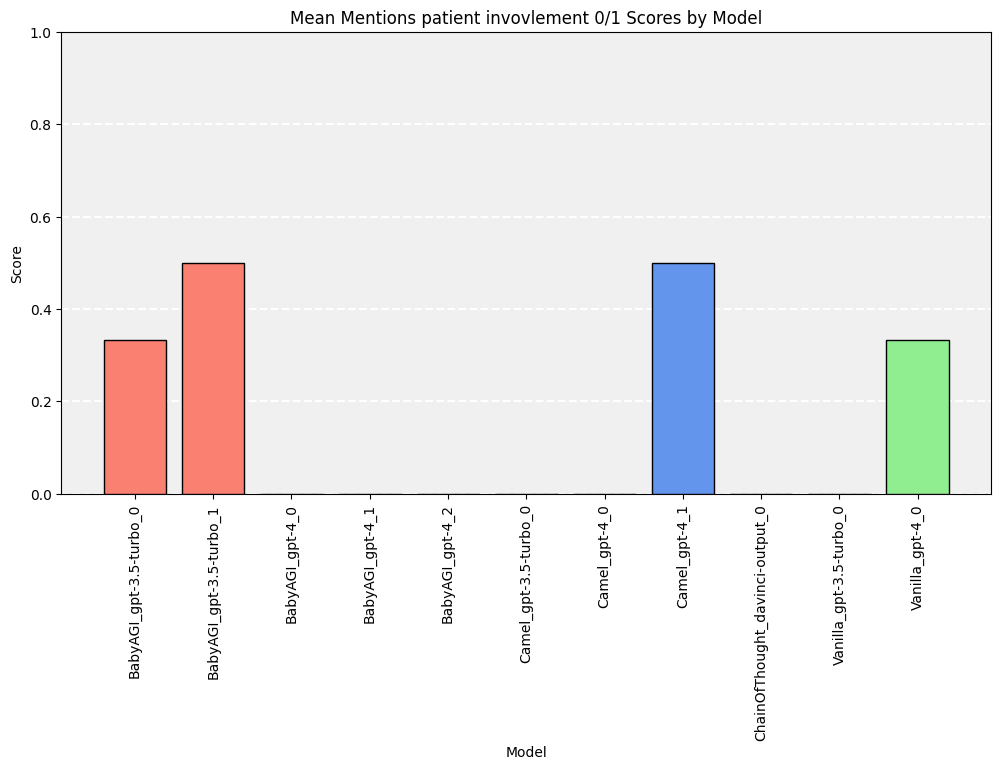 Mean Mentions patient invovlement 0/1 Scores by Model
Score
1.0
0.8
0.6
0.4
0.2
0.0
BabyAGI_gpt-3.5-turbo_0
BabyAGI_gpt-3.5-turbo_1
BabyAGI_gpt-4_0
BabyAGI_gpt-4_1
BabyAGI_gpt-4_2
Camel_gpt-3.5-turbo_0
Camel_gpt-4_0
Camel_gpt-4_1
ChainOfThought_davinci-output_0
Vanilla_gpt-3.5-turbo_0
Vanilla_gpt-4_0
Model